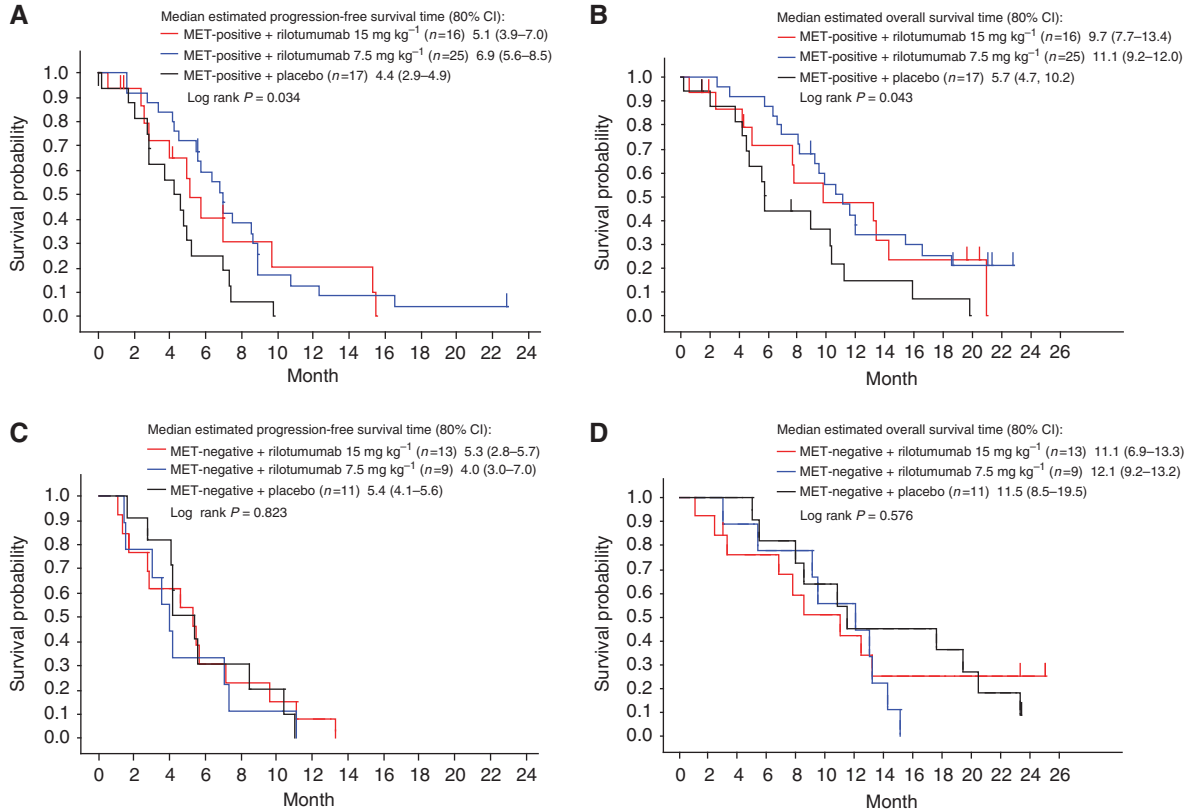 A
Median estimated progression-free survival time (80% CI):
MET-positive + rilotumumab 15 mg kg⁻¹ (n=16) 5.1 (3.9–7.0)
MET-positive + rilotumumab 7.5 mg kg⁻¹ (n=25) 6.9 (5.6–8.5)
MET-positive + placebo (n=17) 4.4 (2.9–4.9)
Log rank P = 0.034
Survival probability
1.0
0.9
0.8
0.7
0.6
0.5
0.4
0.3
0.2
0.1
0.0
0 2 4 6 8 10 12 14 16 18 20 22 24
Month
B
Median estimated overall survival time (80% CI):
MET-positive + rilotumumab 15 mg kg⁻¹ (n=16) 9.7 (7.7–13.4)
MET-positive + rilotumumab 7.5 mg kg⁻¹ (n=25) 11.1 (9.2–12.0)
MET-positive + placebo (n=17) 5.7 (4.7, 10.2)
Log rank P = 0.043
Survival probability
1.0
0.9
0.8
0.7
0.6
0.5
0.4
0.3
0.2
0.1
0.0
0 2 4 6 8 10 12 14 16 18 20 22 24 26
Month
C
Median estimated progression-free survival time (80% CI):
MET-negative + rilotumumab 15 mg kg⁻¹ (n=13) 5.3 (2.8–5.7)
MET-negative + rilotumumab 7.5 mg kg⁻¹ (n=9) 4.0 (3.0–7.0)
MET-negative + placebo (n=11) 5.4 (4.1–5.6)
Log rank P = 0.823
Survival probability
1.0
0.9
0.8
0.7
0.6
0.5
0.4
0.3
0.2
0.1
0.0
0 2 4 6 8 10 12 14 16 18 20 22 24
Month
D
Median estimated overall survival time (80% CI):
MET-negative + rilotumumab 15 mg kg⁻¹ (n=13) 11.1 (6.9–13.3)
MET-negative + rilotumumab 7.5 mg kg⁻¹ (n=9) 12.1 (9.2–13.2)
MET-negative + placebo (n=11) 11.5 (8.5–19.5)
Log rank P = 0.576
Survival probability
1.0
0.9
0.8
0.7
0.6
0.5
0.4
0.3
0.2
0.1
0.0
0 2 4 6 8 10 12 14 16 18 20 22 24 26
Month